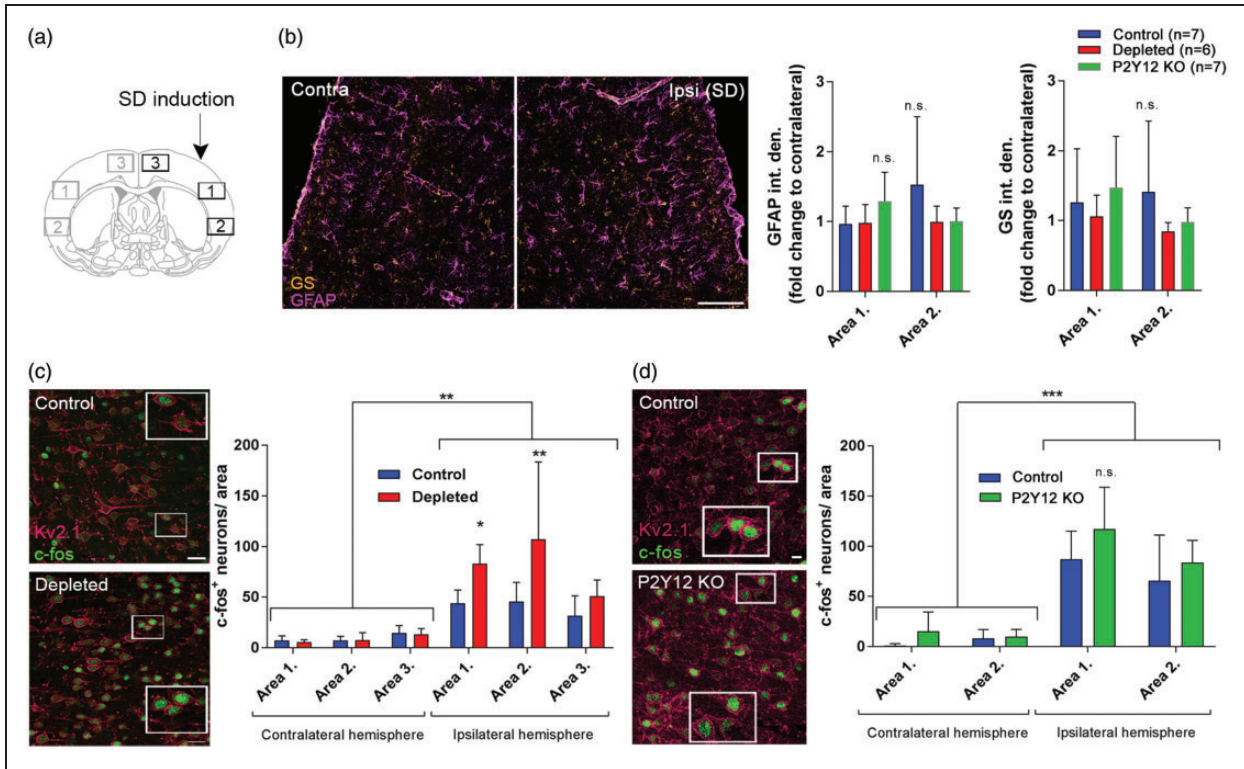 (a)
SD induction
3
3
1
1
2
2
(b)
Contra
Ipsi (SD)
GS
GFAP
Control (n=7)
Depleted (n=6)
P2Y12 KO (n=7)
GFAP int. den.
(fold change to contralateral)
3
2
1
0
n.s.
n.s.
Area 1.
Area 2.
GS int. den.
(fold change to contralateral)
3
2
1
0
n.s.
Area 1.
Area 2.
(c)
Control
Kv2.1
c-fos
Depleted
c-fos+ neurons/ area
200
150
100
50
0
**
**
*
Control
Depleted
Area 1.
Area 2.
Area 3.
Area 1.
Area 2.
Area 3.
Contralateral hemisphere
Ipsilateral hemisphere
(d)
Control
Kv2.1
c-fos
P2Y12 KO
c-fos+ neurons/ area
200
150
100
50
0
***
n.s.
Control
P2Y12 KO
Area 1.
Area 2.
Area 1.
Area 2.
Contralateral hemisphere
Ipsilateral hemisphere